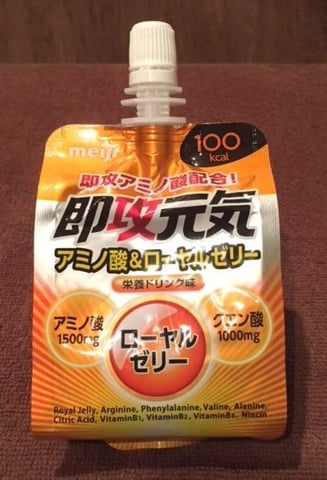 meiji
100
kcal
即攻アミノ酸配合!
即攻元気
アミノ酸&ローヤルゼリー
栄養ドリンク味
アミノ酸
1500mg
ローヤル
ゼリー
クエン酸
1000mg
Royal Jelly, Arginine, Phenylalanine, Valine, Alanine,
Citric Acid, VitaminB1, VitaminB2, VitaminB6, Niacin